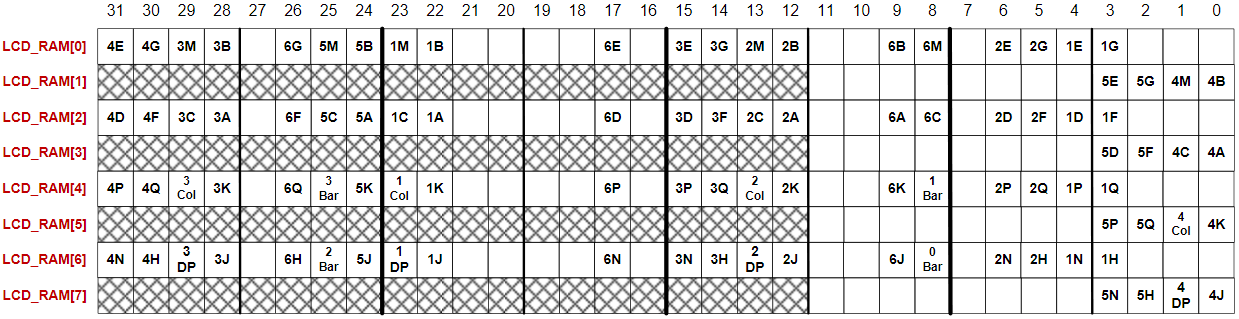 31 30 29 28 27 26 25 24 23 22 21 20 19 18 17 16 15 14 13 12 11 10 9 8 7 6 5 4 3 2 1 0
LCD_RAM[0] 4E 4G 3M 3B 6G 5M 5B 1M 1B 6E 3E 3G 2M 2B 6B 6M 2E 2G 1E 1G
LCD_RAM[1] 5E 5G 4M 4B
LCD_RAM[2] 4D 4F 3C 3A 6F 5C 5A 1C 1A 6D 3D 3F 2C 2A 6A 6C 2D 2F 1D 1F
LCD_RAM[3] 5D 5F 4C 4A
LCD_RAM[4] 4P 4Q 3 Col 3K 6Q 3 Bar 5K 1 Col 1K 6P 3P 3Q 2 Col 2K 6K 1 Bar 2P 2Q 1P 1Q
LCD_RAM[5] 5P 5Q 4 Col 4K
LCD_RAM[6] 4N 4H 3 DP 3J 6H 2 Bar 5J 1 DP 1J 6N 3N 3H 2 DP 2J 6J 0 Bar 2N 2H 1N 1H
LCD_RAM[7] 5N 5H 4 DP 4J